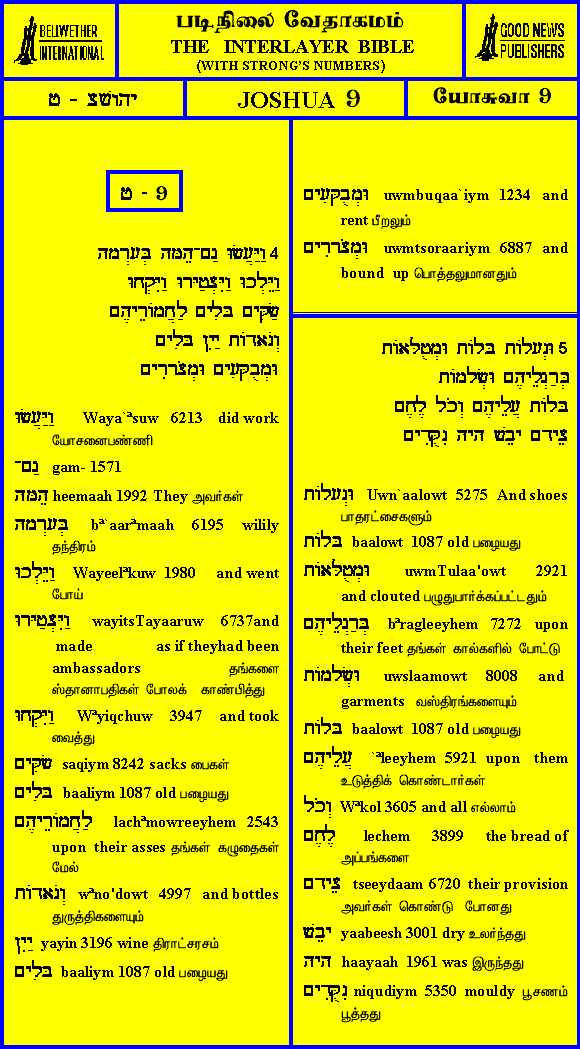 BELLWETHER
INTERNATIONAL
படிநிலை வேதாகமம்
THE INTERLAYER BIBLE
(WITH STRONG'S NUMBERS)
GOOD NEWS
PUBLISHERS
יהושצ - ט
JOSHUA 9
யோசுவா 9
ט - 9
4 וַיַּעֲשׂוּ גַם־הֵמָּה בְּעָרְמָה
וַיֵּלְכוּ וַיִּצְטַיָּרוּ וַיִּקְחוּ
שַׂקִּים בָּלִים לַחֲמוֹרֵיהֶם
וְנֹאדוֹת יַיִן בָּלִים
וּמְבֻקָּעִים וּמְצֹרָרִים
וַיַּעֲשׂוּ Waya`ªsuw 6213 did work
யோசனைபண்ணி
גַם־ gam- 1571
הֵמָּה heemaah 1992 They அவர்கள்
בְּעָרְמָה bª`aarªmaah 6195 wilily
தந்திரம்
וַיֵּלְכוּ Wayeelªkuw 1980 and went
போய்
וַיִּצְטַיָּרוּ wayitsTayaaruw 6737and
made as if theyhad been
ambassadors தங்களை
ஸ்தானாபதிகள் போலக் காண்பித்து
וַיִּקְחוּ Wªyiqchuw 3947 and took
வைத்து
שַׂקִּים saqiym 8242 sacks பைகள்
בָּלִים baaliym 1087 old பழையது
לַחֲמוֹרֵיהֶם lachªmowreeyhem 2543
upon their asses தங்கள் கழுதைகள்
மேல்
וְנֹאדוֹת wªno'dowt 4997 and bottles
துருத்திகளையும்
יַיִן yayin 3196 wine திராட்சரசம்
בָּלִים baaliym 1087 old பழையது
וּמְבֻקָּעִים uwmbuqaa`iym 1234 and
rent பீறலும்
וּמְצֹרָרִים uwmtsoraariym 6887 and
bound up பொத்தலுமானதும்
5 וּנְעָלוֹת בָּלוֹת וּמְטֻלָּאוֹת
בְּרַגְלֵיהֶם וּשְׂלָמוֹת
בָּלוֹת עֲלֵיהֶם וְכֹל לֶחֶם
צֵידָם יָבֵשׁ הָיָה נִקֻּדִים
וּנְעָלוֹת Uwn`aalowt 5275 And shoes
பாதரட்சைகளும்
בָּלוֹת baalowt 1087 old பழையது
וּמְטֻלָּאוֹת uwmTulaa'owt 2921
and clouted பழுதுபார்க்கப்பட்டதும்
בְּרַגְלֵיהֶם bªragleeyhem 7272 upon
their feet தங்கள் கால்களில் போட்டு
וּשְׂלָמוֹת uwslaamowt 8008 and
garments வஸ்திரங்களையும்
בָּלוֹת baalowt 1087 old பழையது
עֲלֵיהֶם `ªleeyhem 5921 upon them
உடுத்திக் கொண்டார்கள்
וְכֹל Wªkol 3605 and all எல்லாம்
לֶחֶם lechem 3899 the bread of
அப்பங்களை
צֵידָם tseeydaam 6720 their provision
அவர்கள் கொண்டு போனது
יָבֵשׁ yaabeesh 3001 dry உலர்ந்தது
הָיָה haayaah 1961 was இருந்தது
נִקֻּדִים niqudiym 5350 mouldy பூசணம்
பூத்தது